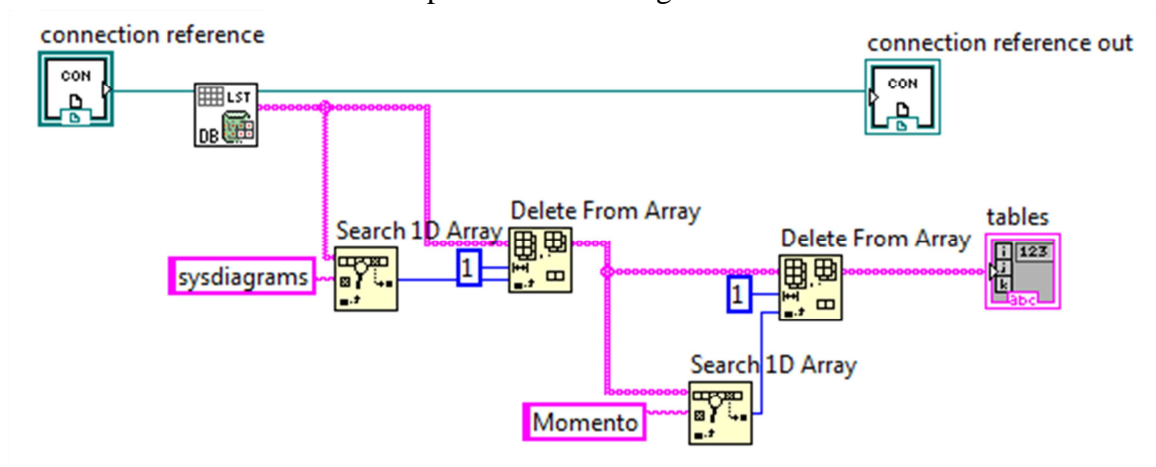 connection reference
connection reference out
CON
CON
LST
DB
Search 1D Array
Delete From Array
tables
Delete From Array
1
sysdiagrams
i 123
j
k
abc
1
Search 1D Array
Momento